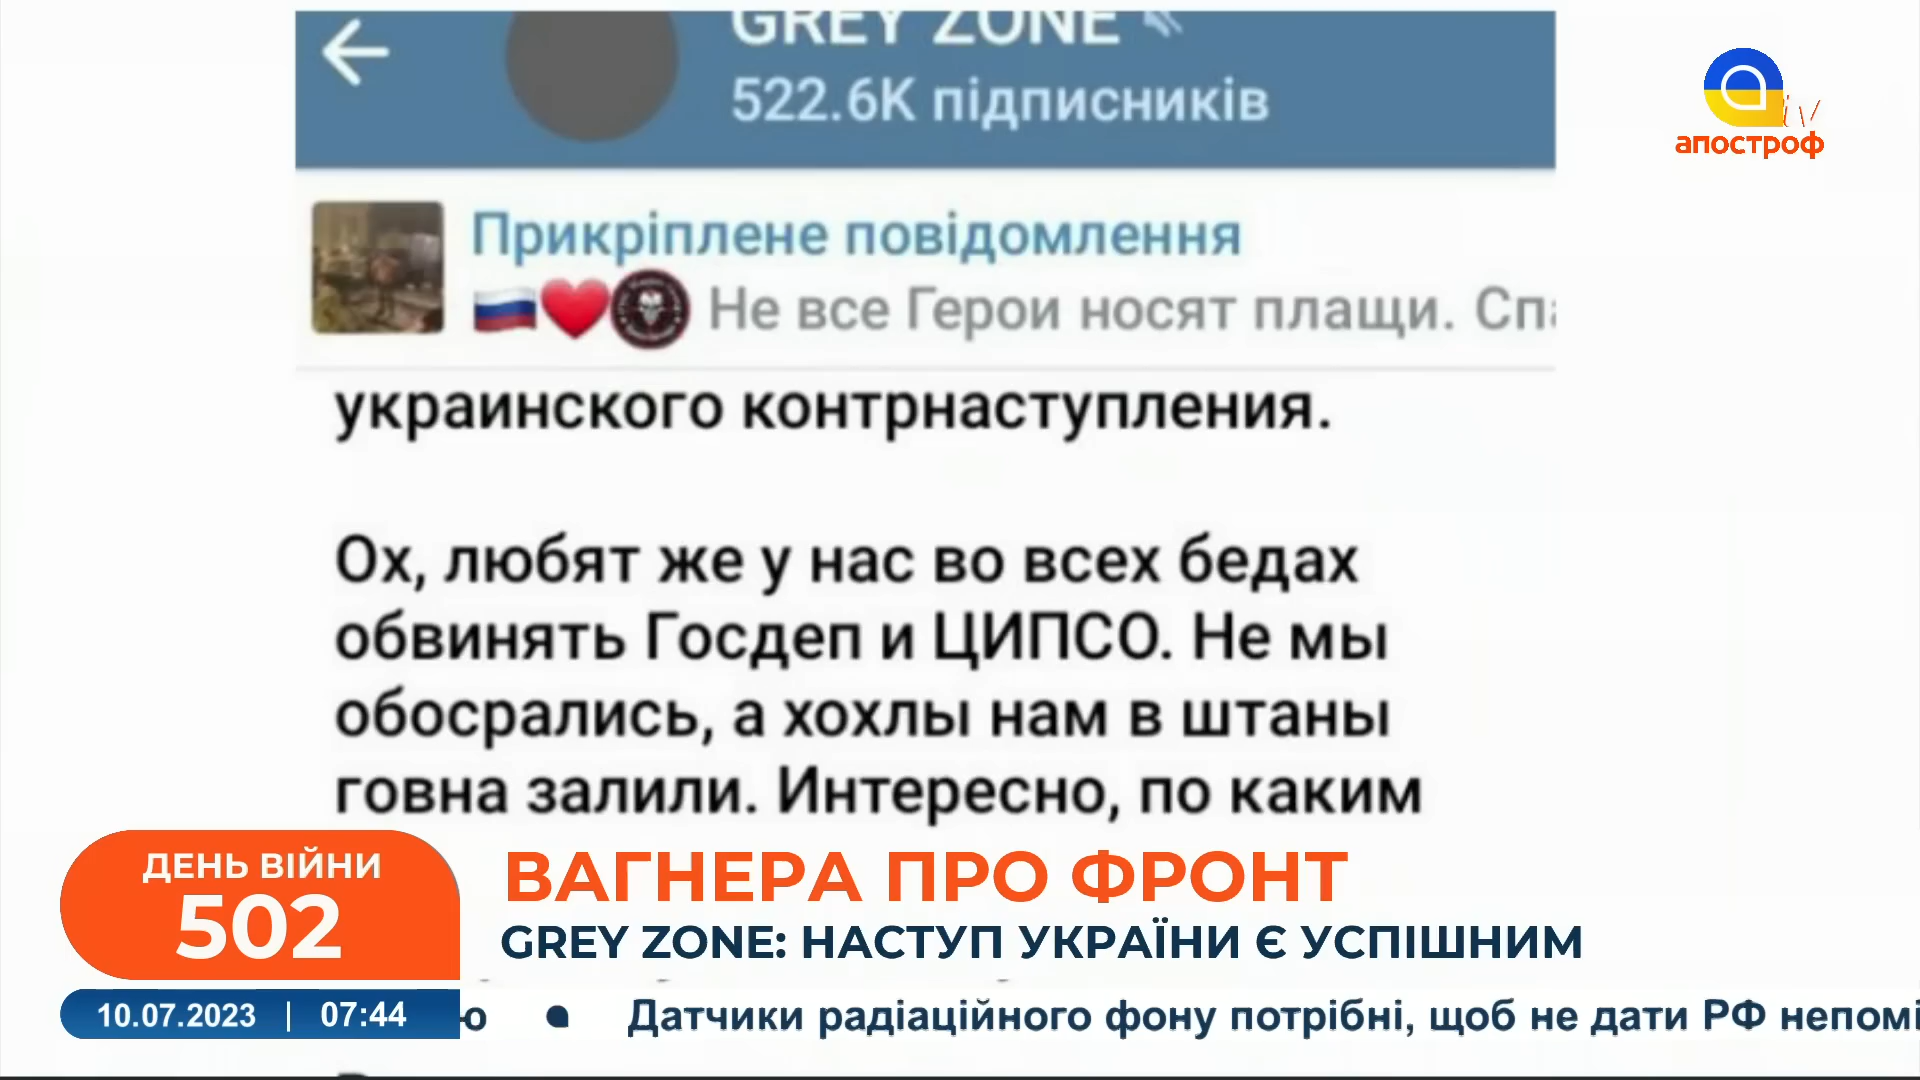 GREY ZONE
522.6K підписників
tv
апостроф
Прикріплене повідомлення
Не все Герои носят плащи.
украинского контрнаступления.
Ох, любят же у нас во всех бедах
обвинять Госдеп и ЦИПСО. Не мы
обосрались, а хохлы нам в штаны
говна залили. Интересно, по каким
ДЕНЬ ВІЙНИ
502
ВАГНЕРА ПРО ФРОНТ
GREY ZONE: НАСТУП УКРАЇНИ Є УСПІШНИМ
10.07.2023 | 07:44
Датчики радіаційного фону потрібні, щоб не дати РФ